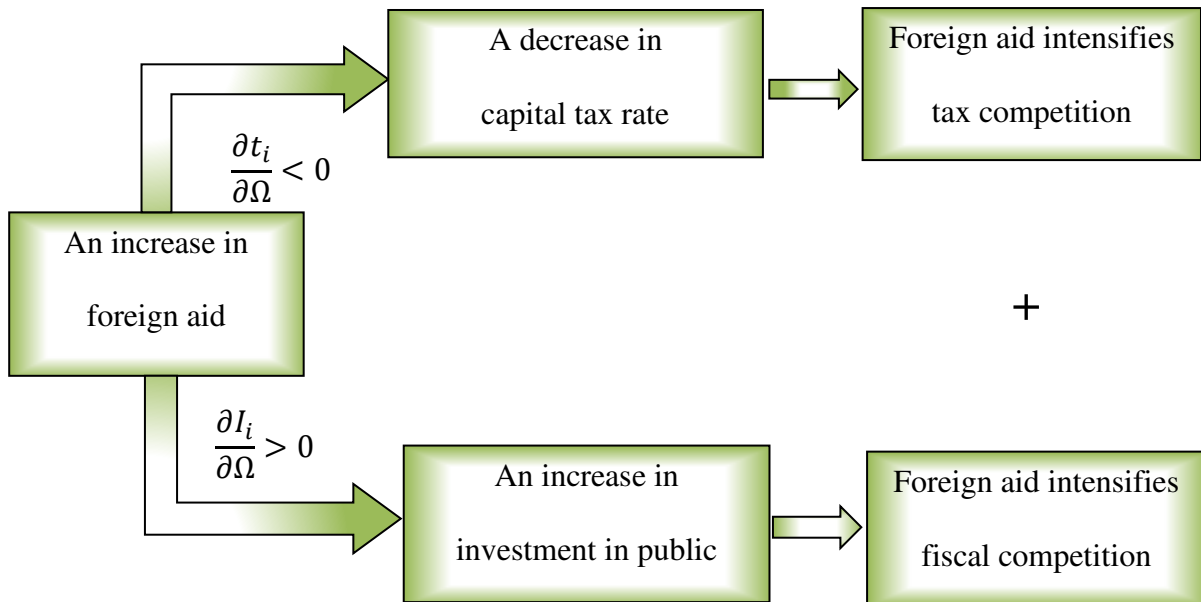 A decrease in
capital tax rate
Foreign aid intensifies
tax competition
∂t_i/∂Ω < 0
An increase in
foreign aid
+
∂I_i/∂Ω > 0
An increase in
investment in public
Foreign aid intensifies
fiscal competition